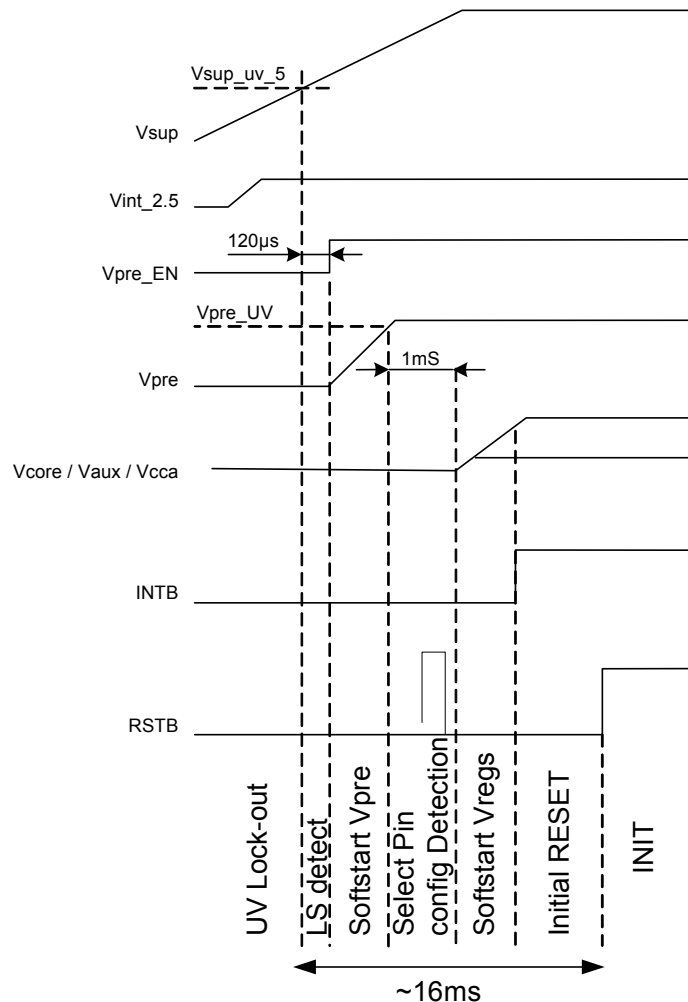 Vsup_uv_5
Vsup
Vint_2.5
120µs
Vpre_EN
Vpre_UV
1mS
Vpre
Vcore / Vaux / Vcca
INTB
RSTB
UV Lock-out
LS detect
Softstart Vpre
Select Pin
config Detection
Softstart Vregs
Initial RESET
INIT
~16ms